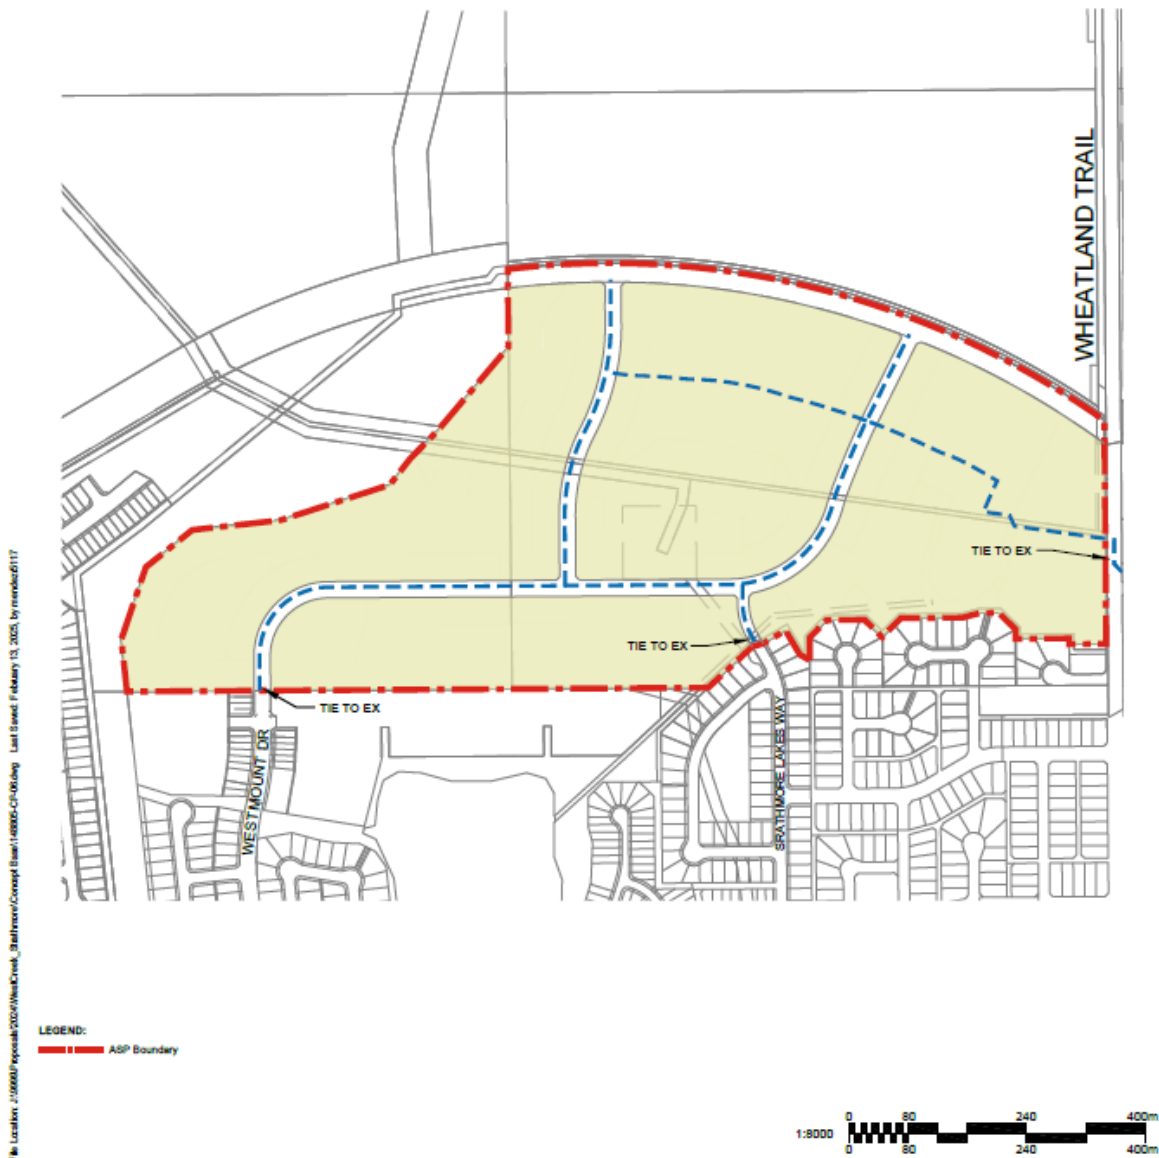 WHEATLAND TRAIL
TIE TO EX
TIE TO EX
TIE TO EX
WESTMOUNT DR
SRATHMORE LAKES WAY
Last Saved: February 13, 2025, by mendez6117
LEGEND:
ASP Boundary
1:8000
0 80 240 400m
0 80 240 400m